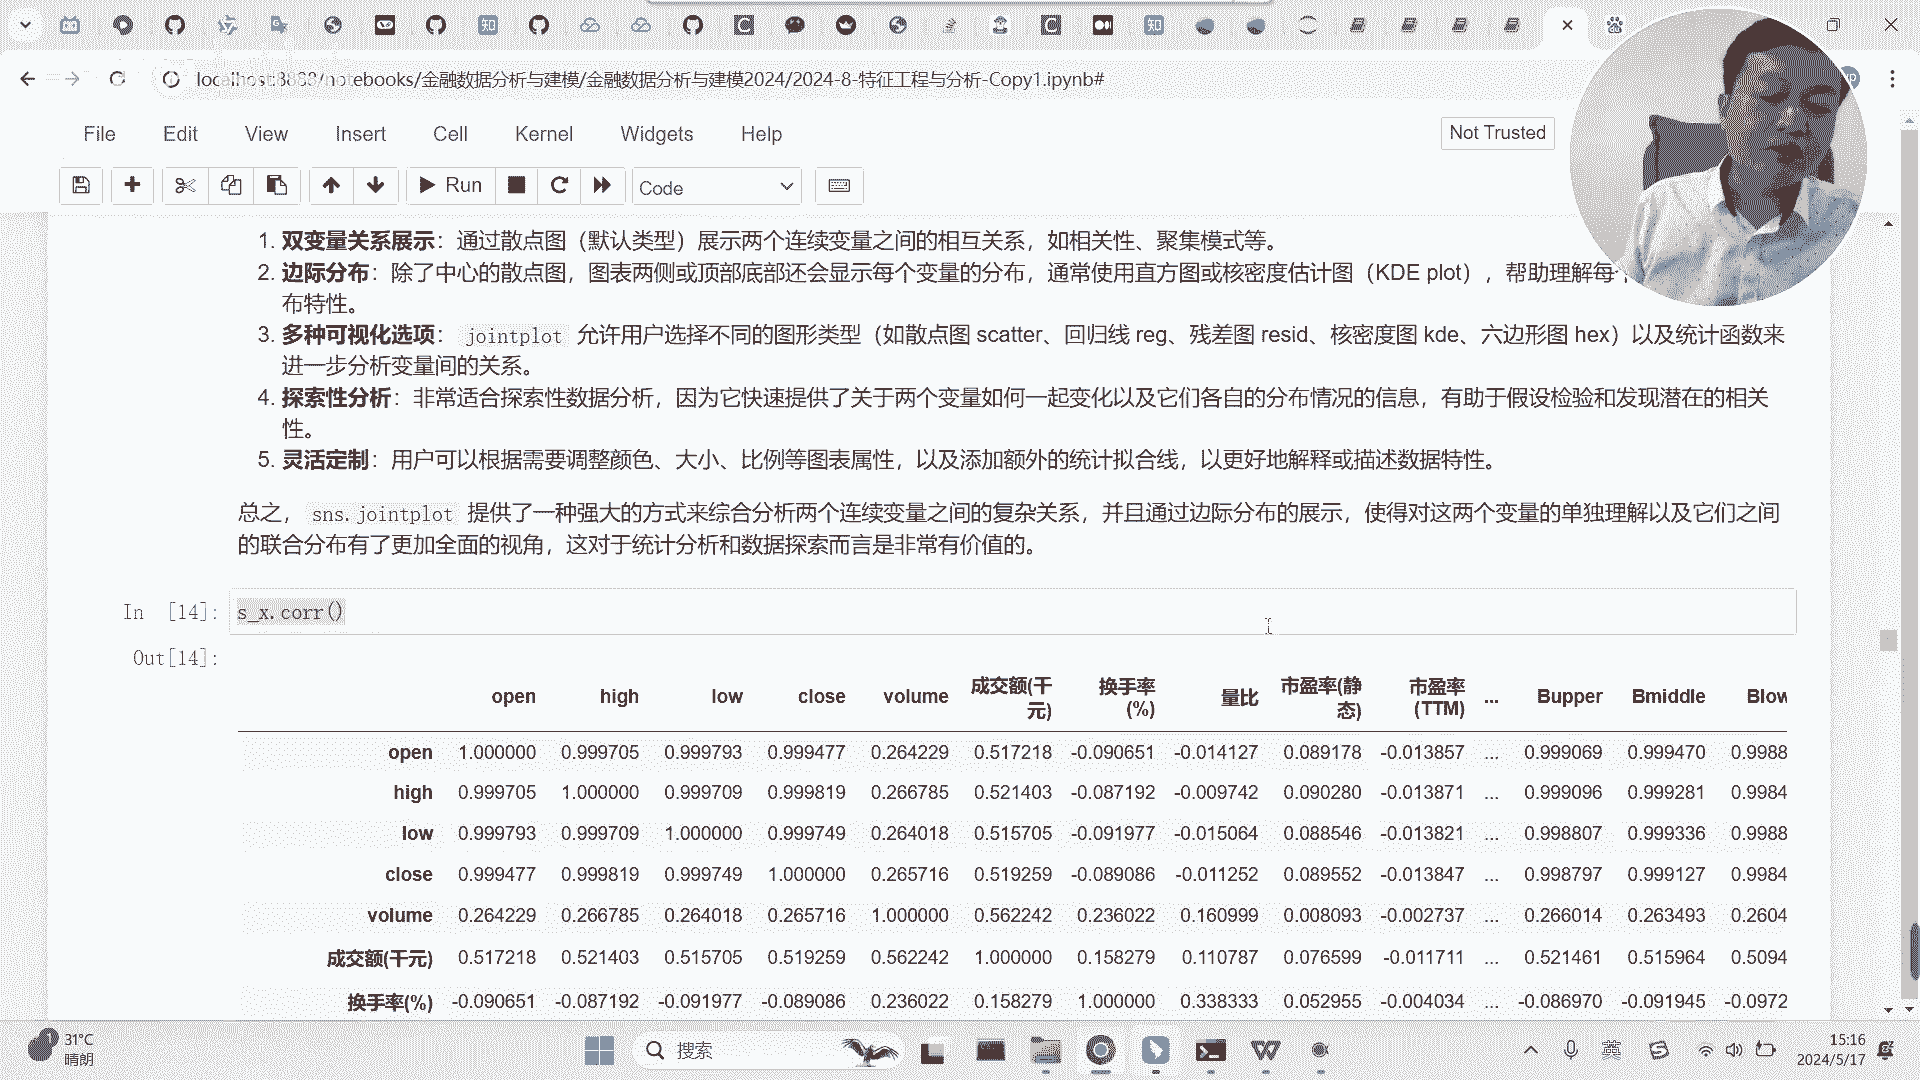 localhost:8888/notebooks/金融数据分析与建模/金融数据分析与建模2024/2024-8-特征工程与分析-Copy1.ipynb#
File Edit View Insert Cell Kernel Widgets Help
Not Trusted
Run
Code
1. 双变量关系展示：通过散点图（默认类型）展示两个连续变量之间的相互关系，如相关性、聚集模式等。
2. 边际分布：除了中心的散点图，图表两侧或顶部底部还会显示每个变量的分布，通常使用直方图或核密度估计图（KDE plot），帮助理解每
布特性。
3. 多种可视化选项： jointplot 允许用户选择不同的图形类型（如散点图 scatter、回归线 reg、残差图 resid、核密度图 kde、六边形图 hex）以及统计函数来
进一步分析变量间的关系。
4. 探索性分析：非常适合探索性数据分析，因为它快速提供了关于两个变量如何一起变化以及它们各自的分布情况的信息，有助于假设检验和发现潜在的相关
性。
5. 灵活定制：用户可以根据需要调整颜色、大小、比例等图表属性，以及添加额外的统计拟合线，以更好地解释或描述数据特性。
总之， sns.jointplot 提供了一种强大的方式来综合分析两个连续变量之间的复杂关系，并且通过边际分布的展示，使得对这两个变量的单独理解以及它们之间
的联合分布有了更加全面的视角，这对于统计分析和数据探索而言是非常有价值的。
In [14]: s_x.corr()
Out[14]:
open high low close volume 成交额(千元) 换手率(%) 量比 市盈率(静态) 市盈率(TTM) ... Bupper Bmiddle Blow
open 1.000000 0.999705 0.999793 0.999477 0.264229 0.517218 -0.090651 -0.014127 0.089178 -0.013857 ... 0.999069 0.999470 0.9988
high 0.999705 1.000000 0.999709 0.999819 0.266785 0.521403 -0.087192 -0.009742 0.090280 -0.013871 ... 0.999096 0.999281 0.9984
low 0.999793 0.999709 1.000000 0.999749 0.264018 0.515705 -0.091977 -0.015064 0.088546 -0.013821 ... 0.998807 0.999336 0.9988
close 0.999477 0.999819 0.999749 1.000000 0.265716 0.519259 -0.089086 -0.011252 0.089552 -0.013847 ... 0.998797 0.999127 0.9984
volume 0.264229 0.266785 0.264018 0.265716 1.000000 0.562242 0.236022 0.160999 0.008093 -0.002737 ... 0.266014 0.263493 0.2604
成交额(千元) 0.517218 0.521403 0.515705 0.519259 0.562242 1.000000 0.158279 0.110787 0.076599 -0.011711 ... 0.521461 0.515964 0.5094
换手率(%) -0.090651 -0.087192 -0.091977 -0.089086 0.236022 0.158279 1.000000 0.338333 0.052955 -0.004034 ... -0.086970 -0.091945 -0.0972
31°C
晴朗
搜索
英
15:16
2024/5/17